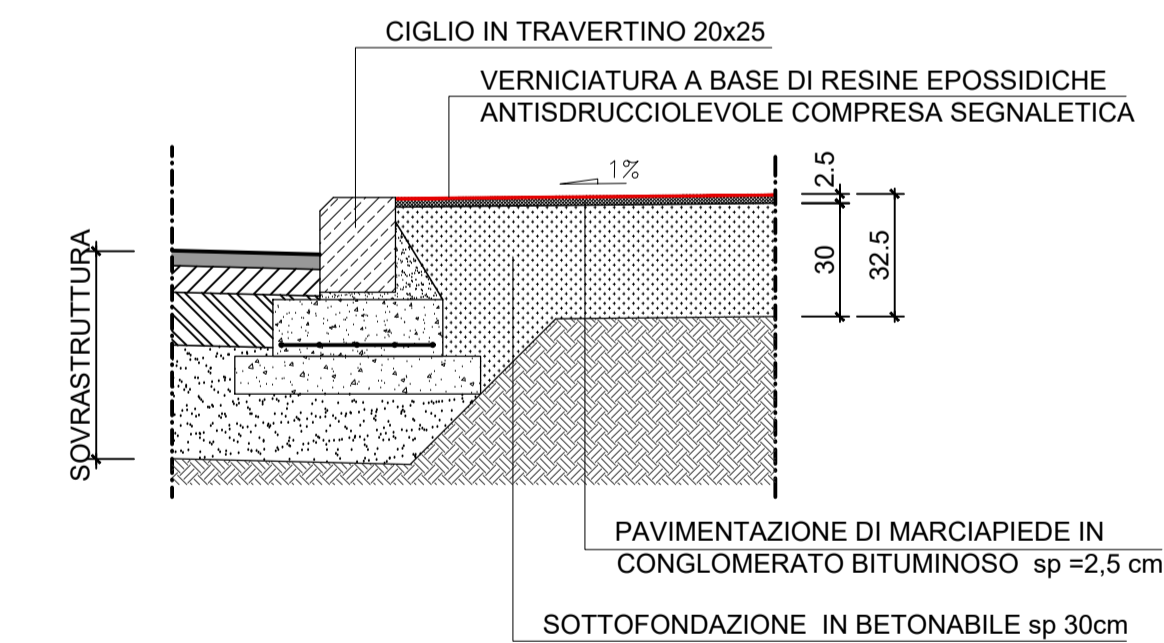 CIGLIO IN TRAVERTINO 20x25
VERNICIATURA A BASE DI RESINE EPOSSIDICHE
ANTISDRUCCIOLEVOLE COMPRESA SEGNALETICA
1%
2.5
30
32.5
SOVRASTRUTTURA
PAVIMENTAZIONE DI MARCIAPIEDE IN
CONGLOMERATO BITUMINOSO sp =2,5 cm
SOTTOFONDAZIONE IN BETONABILE sp 30cm